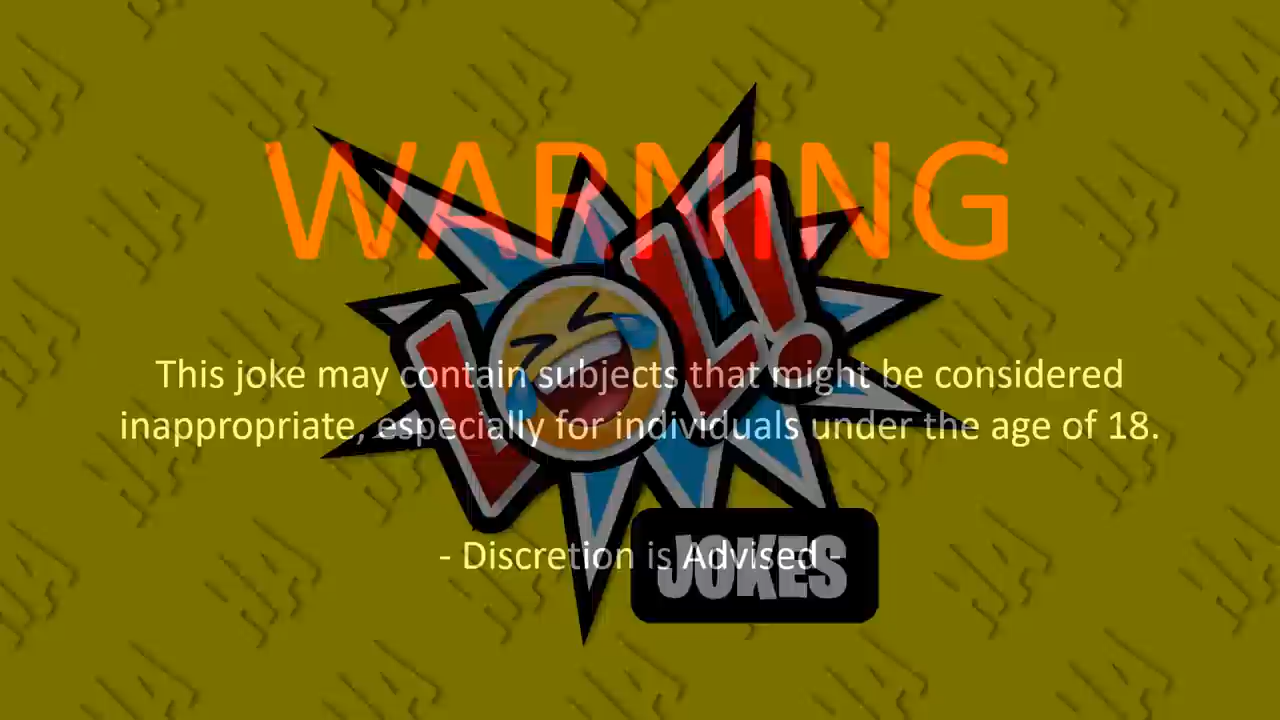 WARNING
LOL!
This joke may contain subjects that might be considered
inappropriate, especially for individuals under the age of 18.
- Discretion is Advised -
JOKES